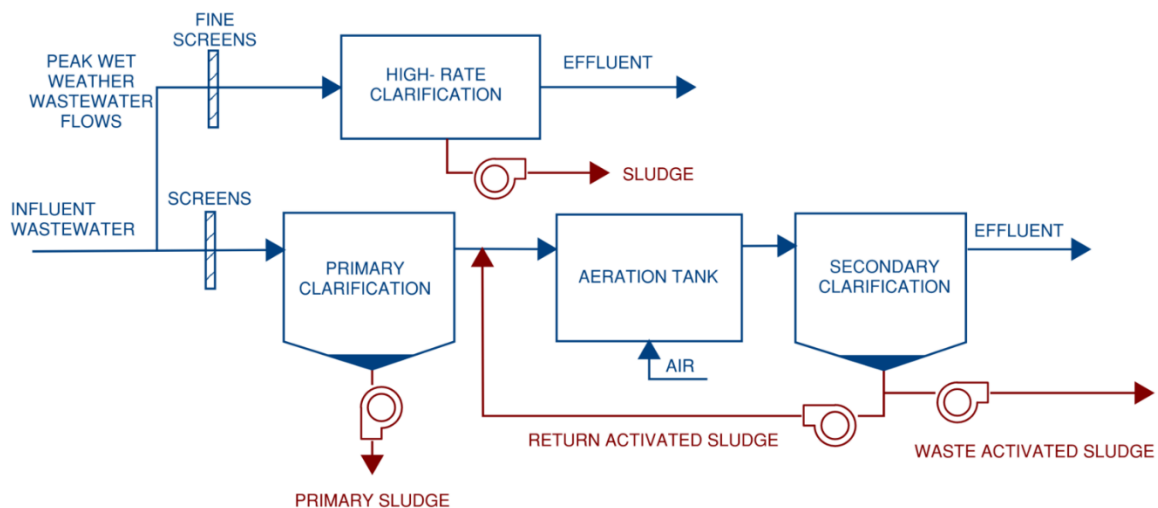 FINE
SCREENS
PEAK WET
WEATHER
WASTEWATER
FLOWS
HIGH- RATE
CLARIFICATION
EFFLUENT
SLUDGE
INFLUENT
WASTEWATER
SCREENS
PRIMARY
CLARIFICATION
AERATION TANK
SECONDARY
CLARIFICATION
EFFLUENT
AIR
RETURN ACTIVATED SLUDGE
WASTE ACTIVATED SLUDGE
PRIMARY SLUDGE